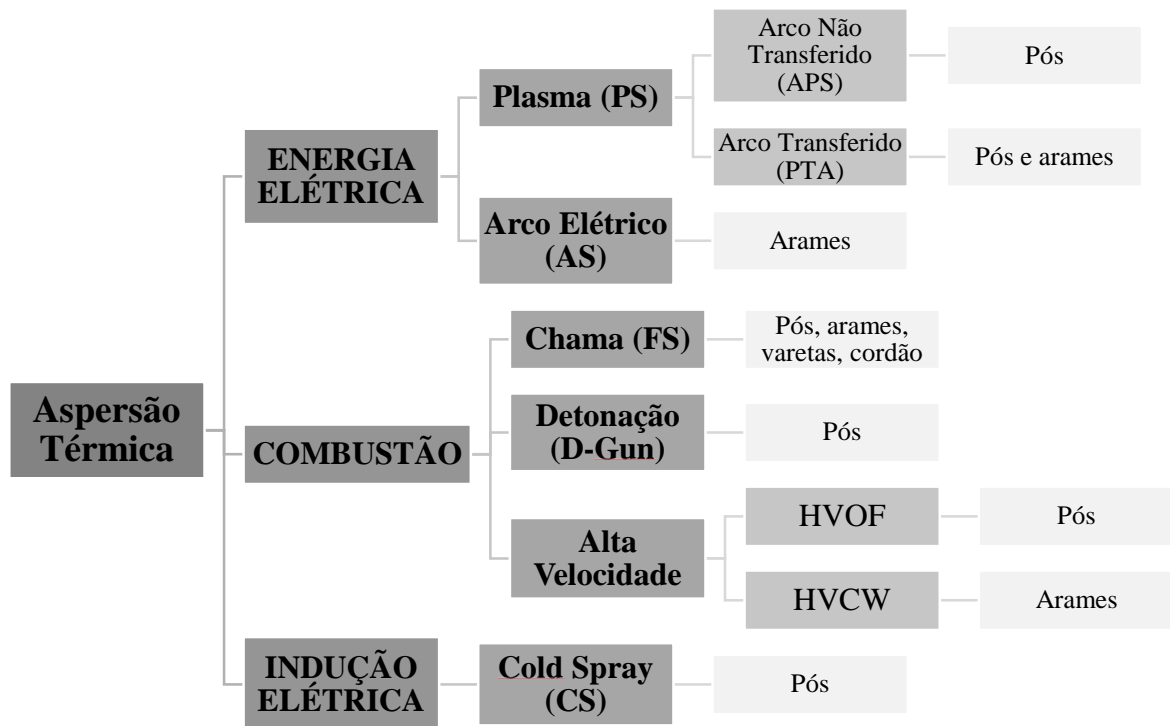 Aspersão
Térmica
ENERGIA
ELÉTRICA
Plasma (PS)
Arco Não
Transferido
(APS)
Pós
Arco Transferido
(PTA)
Pós e arames
Arco Elétrico
(AS)
Arames
COMBUSTÃO
Chama (FS)
Pós, arames,
varetas, cordão
Detonação
(D-Gun)
Pós
Alta
Velocidade
HVOF
Pós
HVCW
Arames
INDUÇÃO
ELÉTRICA
Cold Spray
(CS)
Pós